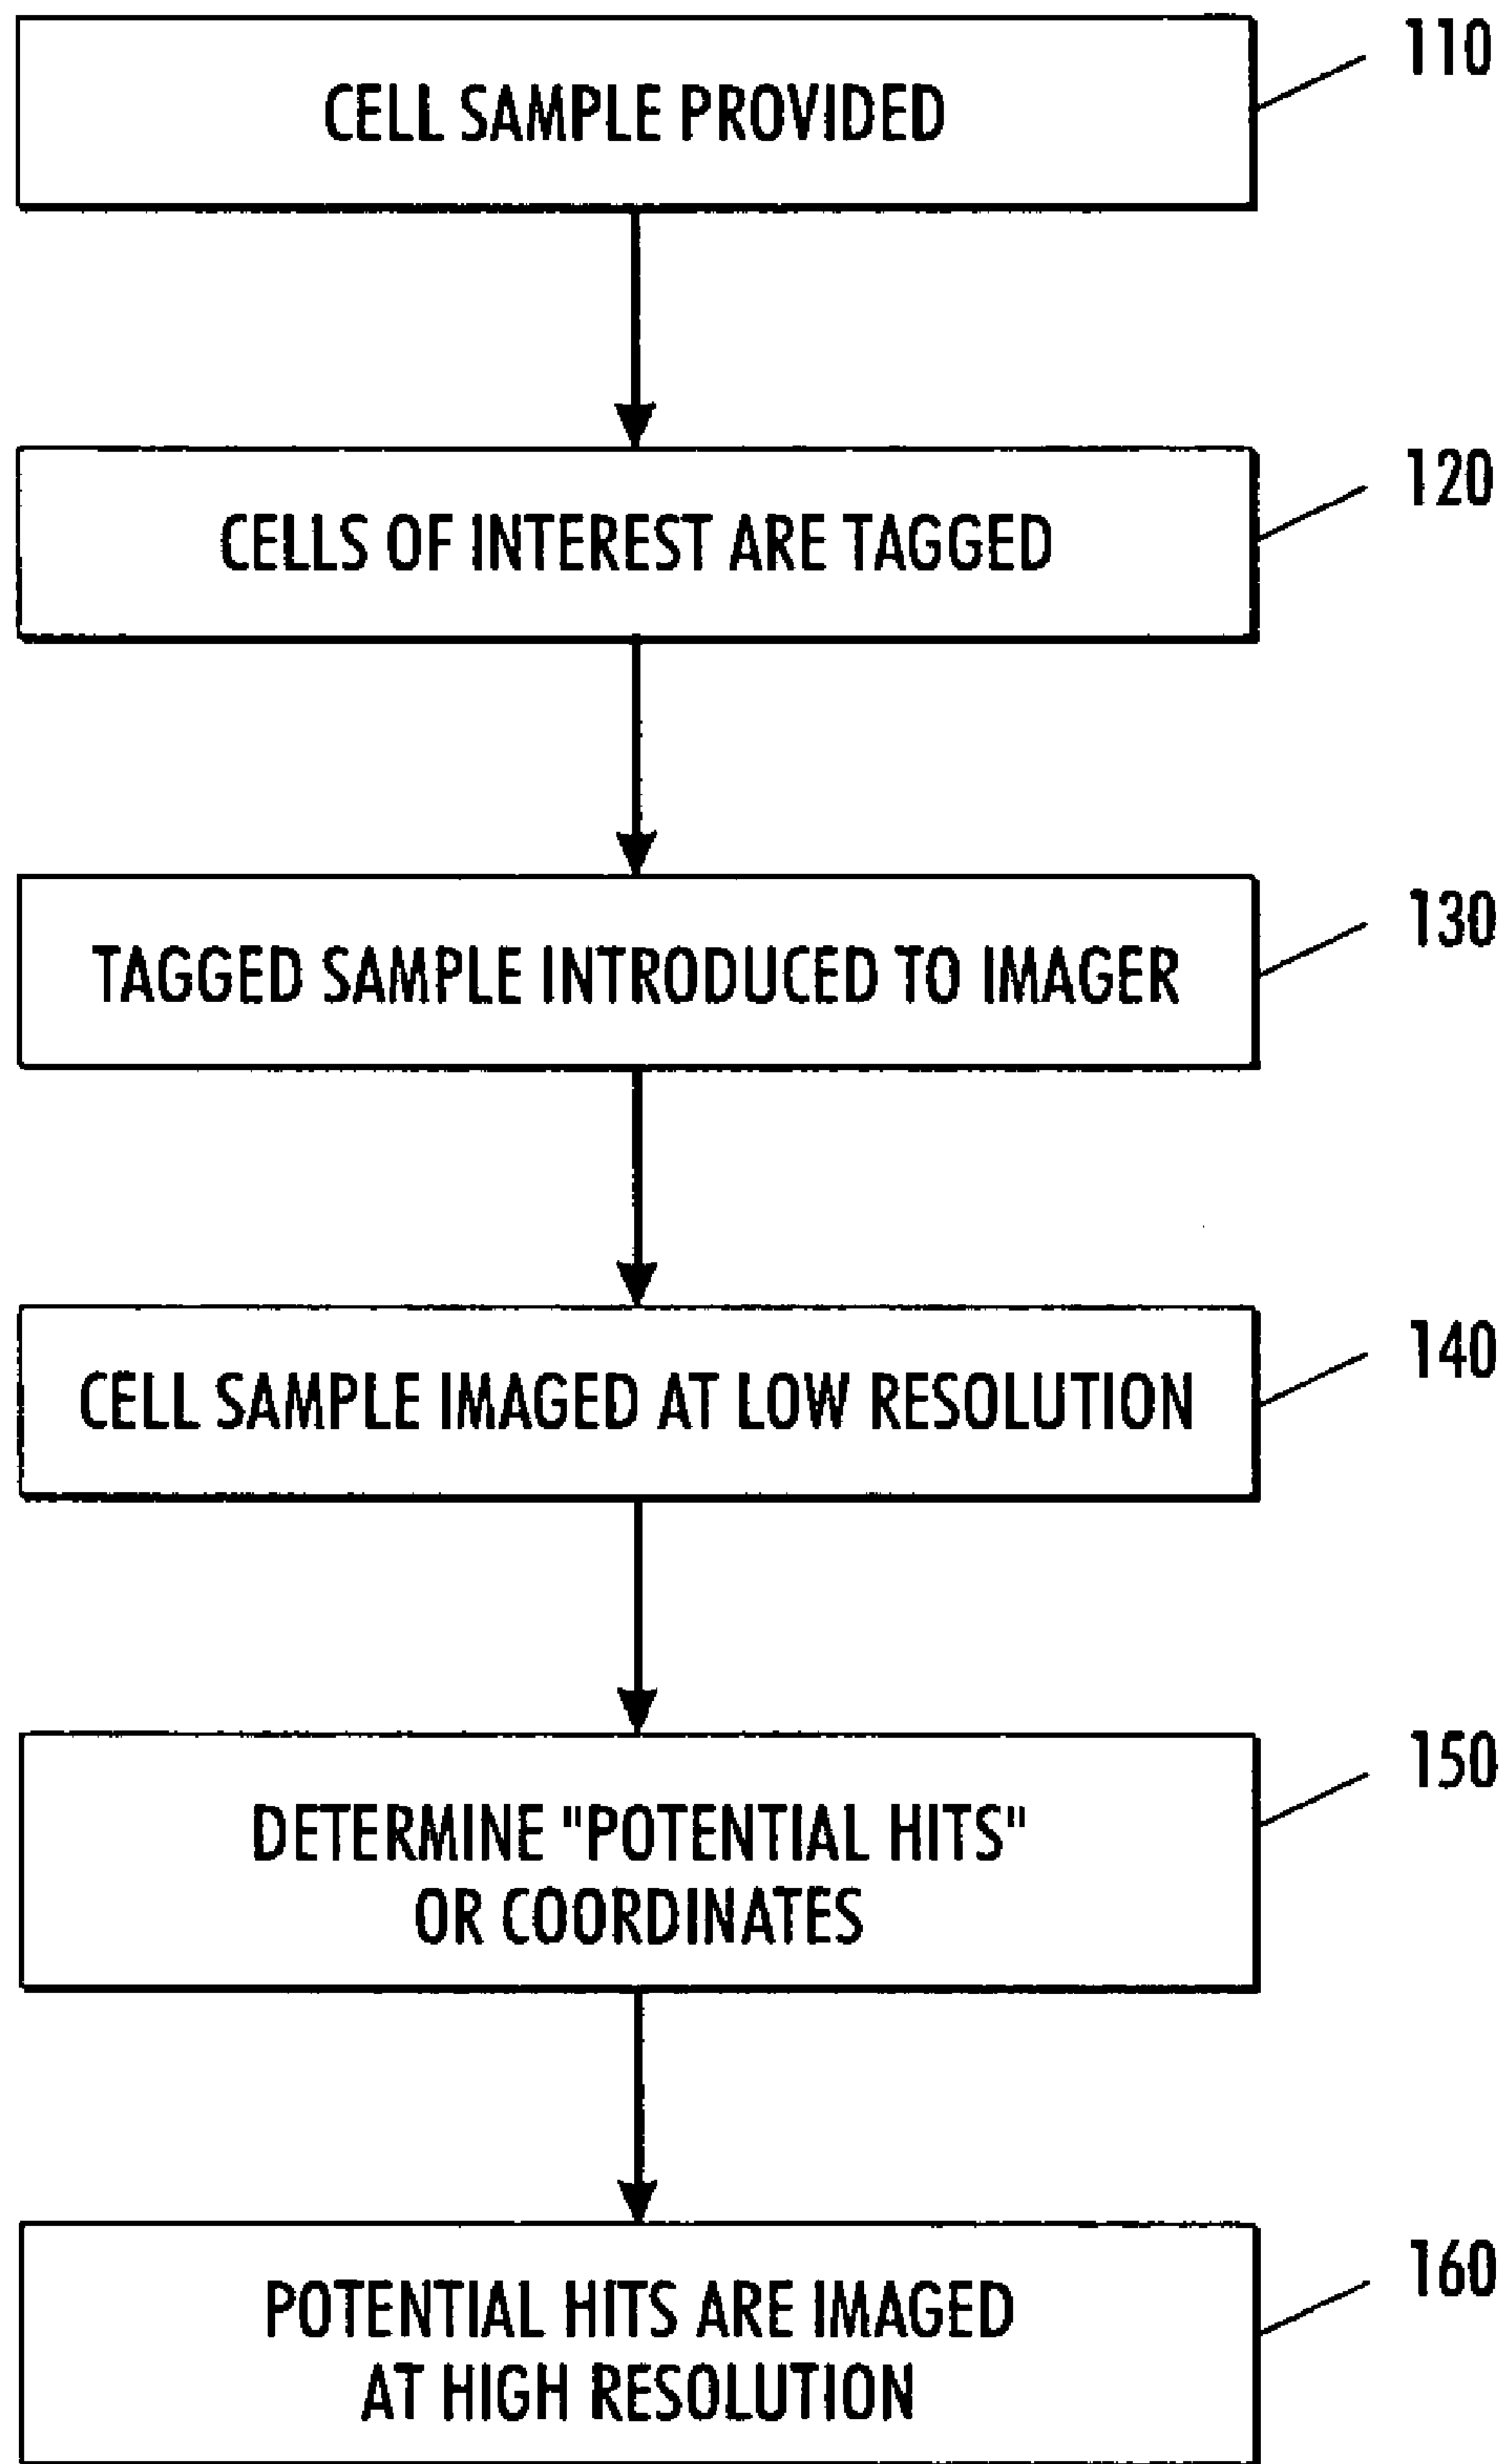 CELL SAMPLE PROVIDED
110
CELLS OF INTEREST ARE TAGGED
120
TAGGED SAMPLE INTRODUCED TO IMAGER
130
CELL SAMPLE IMAGED AT LOW RESOLUTION
140
DETERMINE "POTENTIAL HITS"
OR COORDINATES
150
POTENTIAL HITS ARE IMAGED
AT HIGH RESOLUTION
160